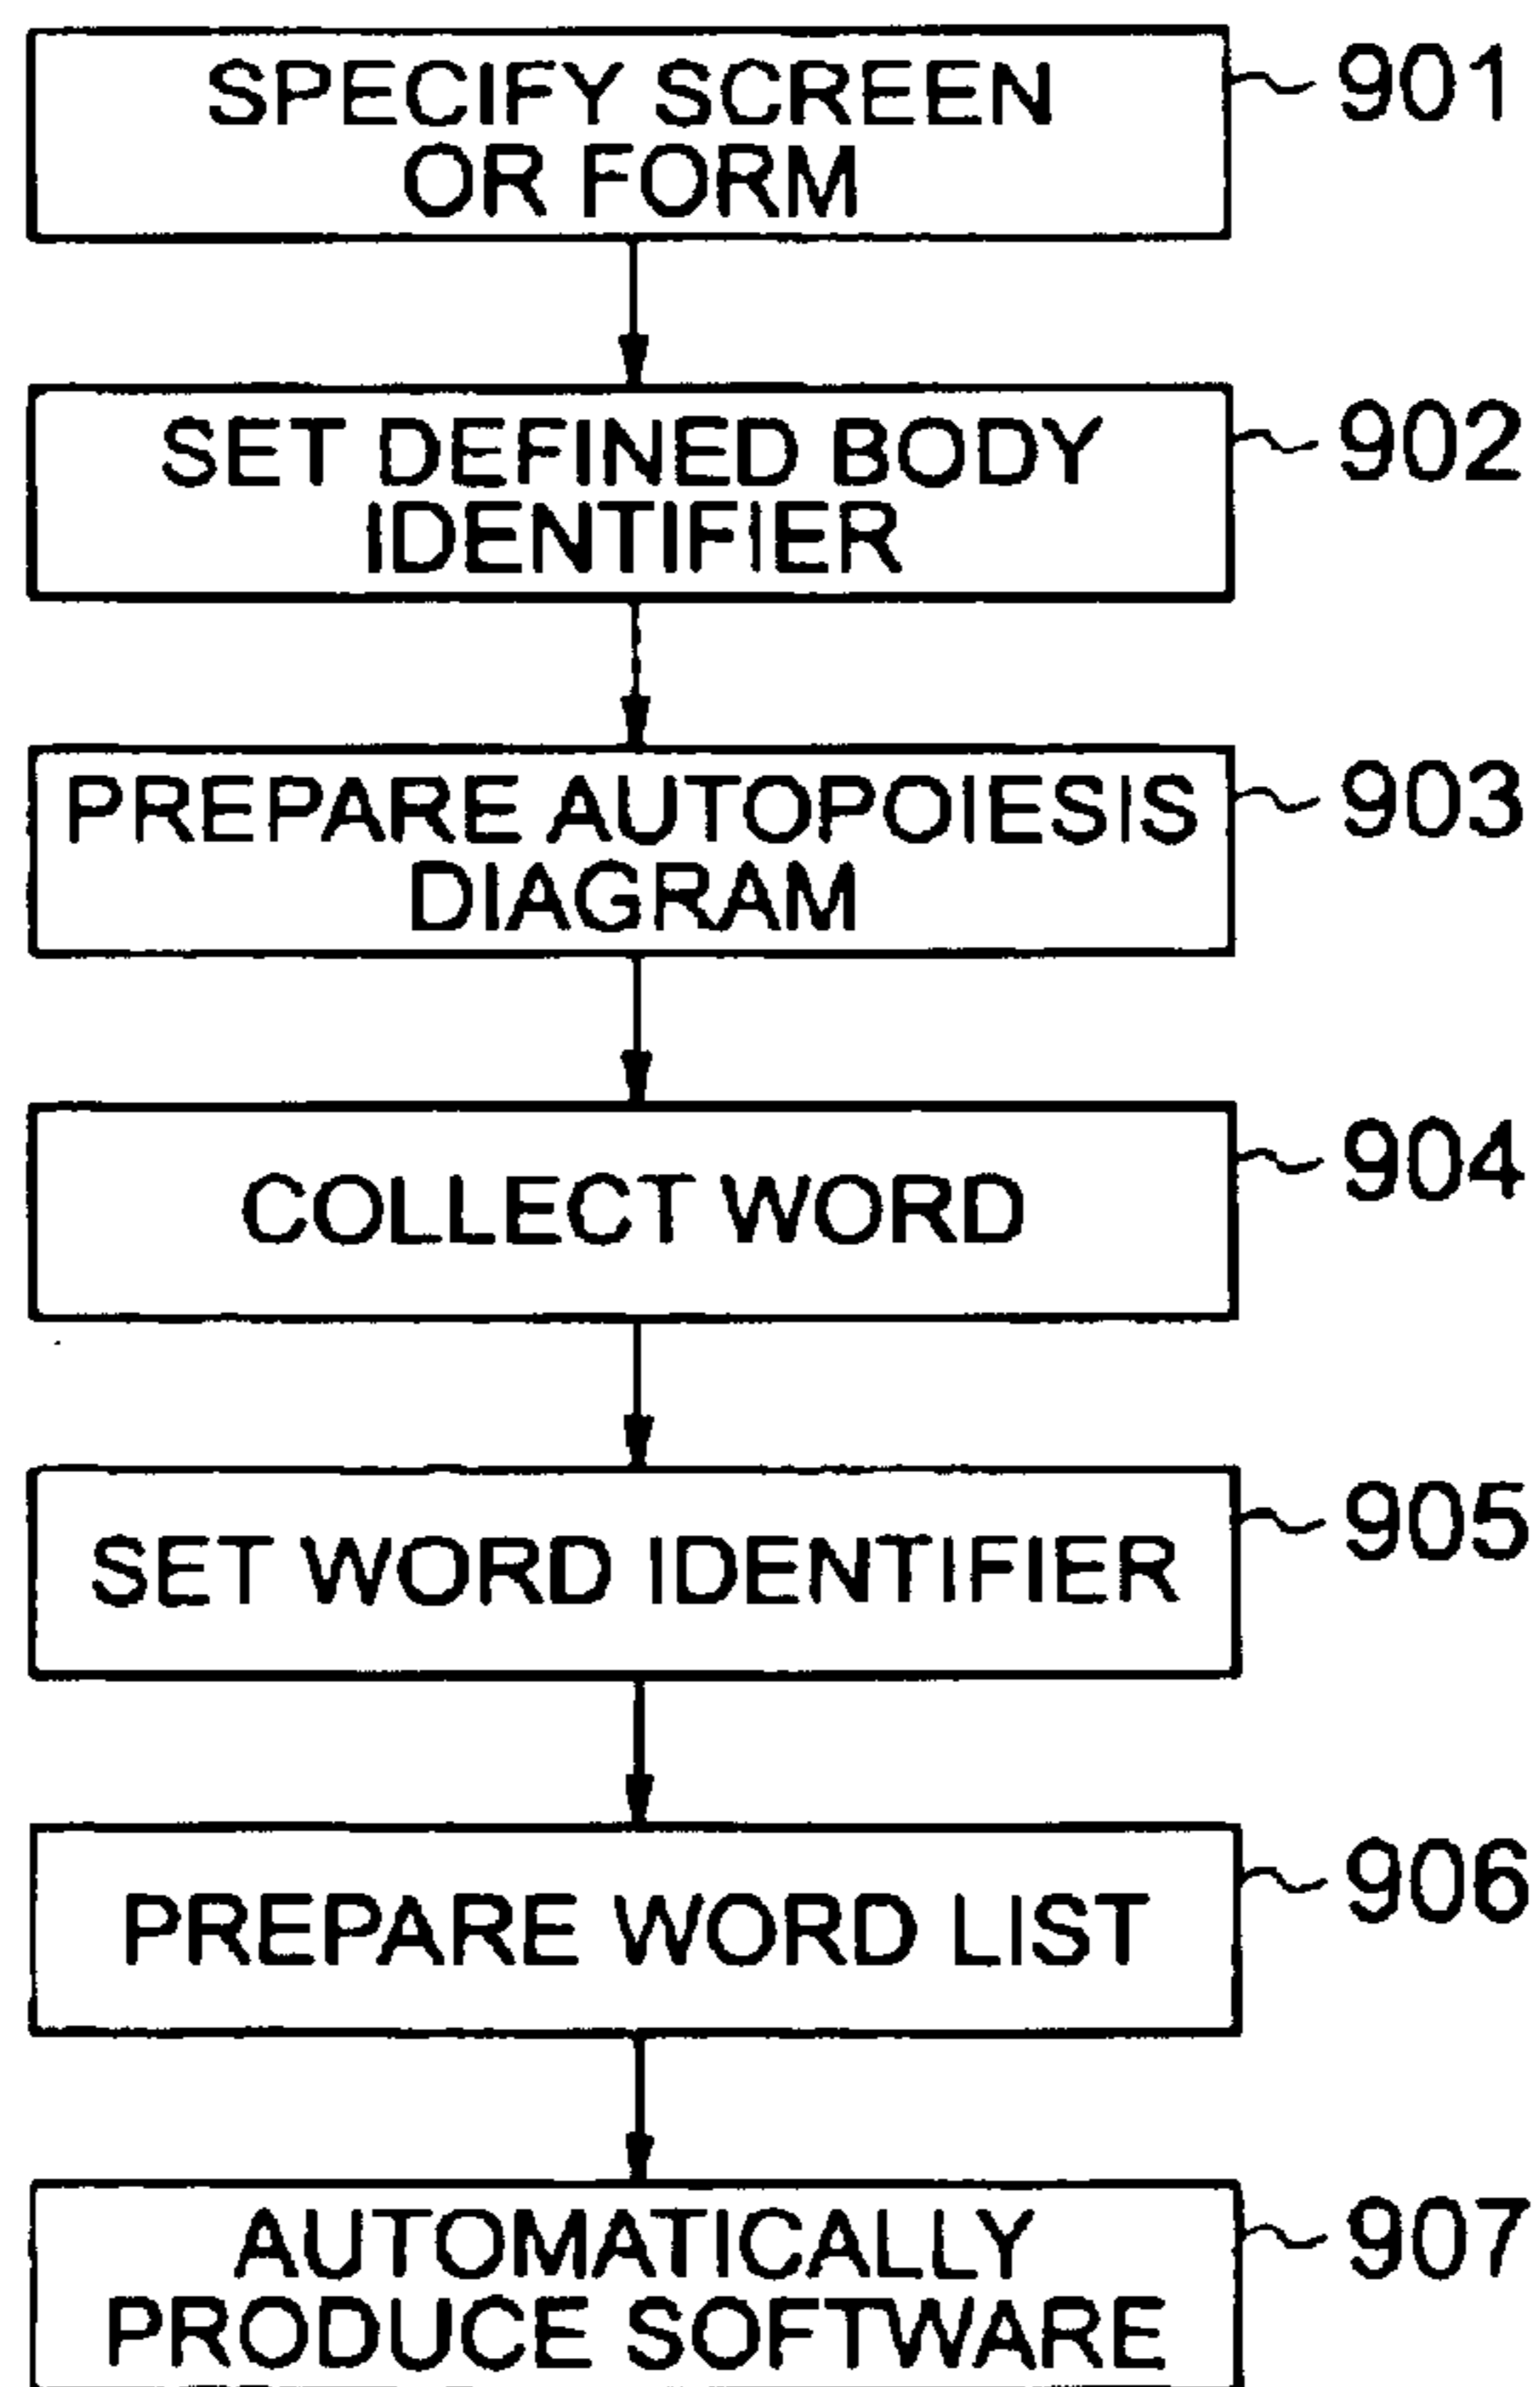 SPECIFY SCREEN
OR FORM
901
SET DEFINED BODY
IDENTIFIER
902
PREPARE AUTOPOIESIS
DIAGRAM
903
COLLECT WORD
904
SET WORD IDENTIFIER
905
PREPARE WORD LIST
906
AUTOMATICALLY
PRODUCE SOFTWARE
907